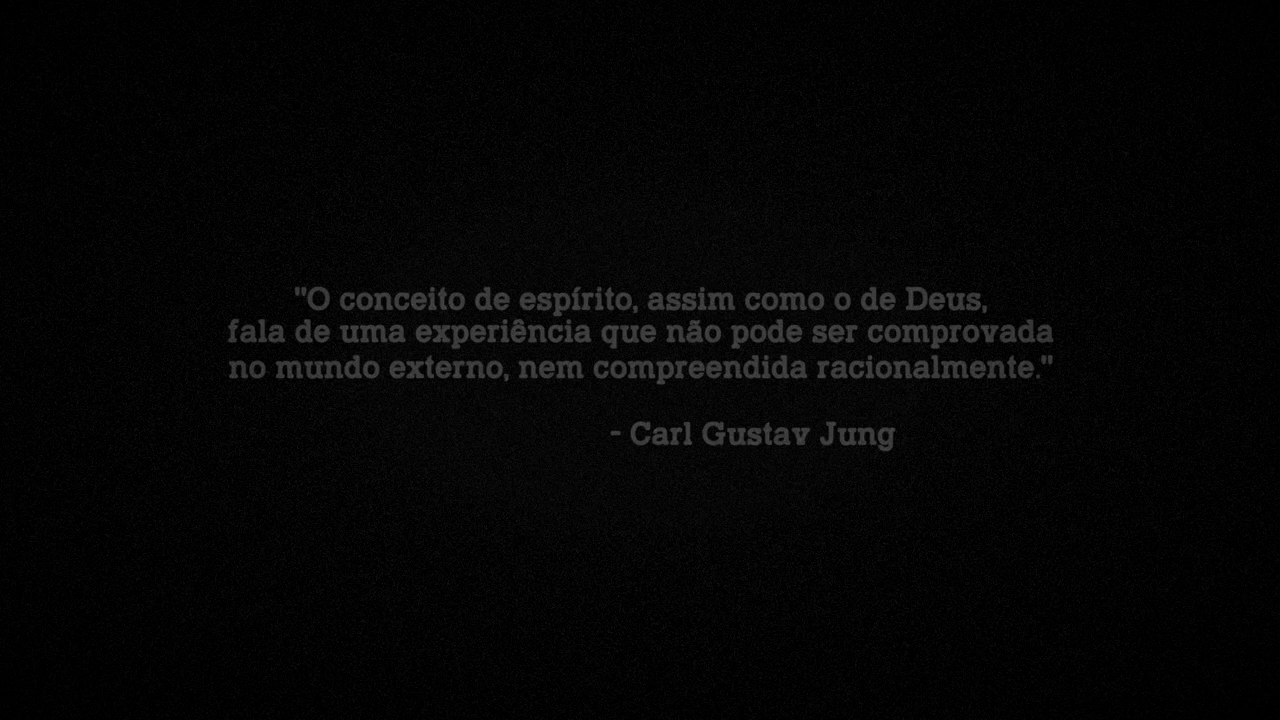 "O conceito de espírito, assim como o de Deus,
fala de uma experiência que não pode ser comprovada
no mundo externo, nem compreendida racionalmente."
- Carl Gustav Jung